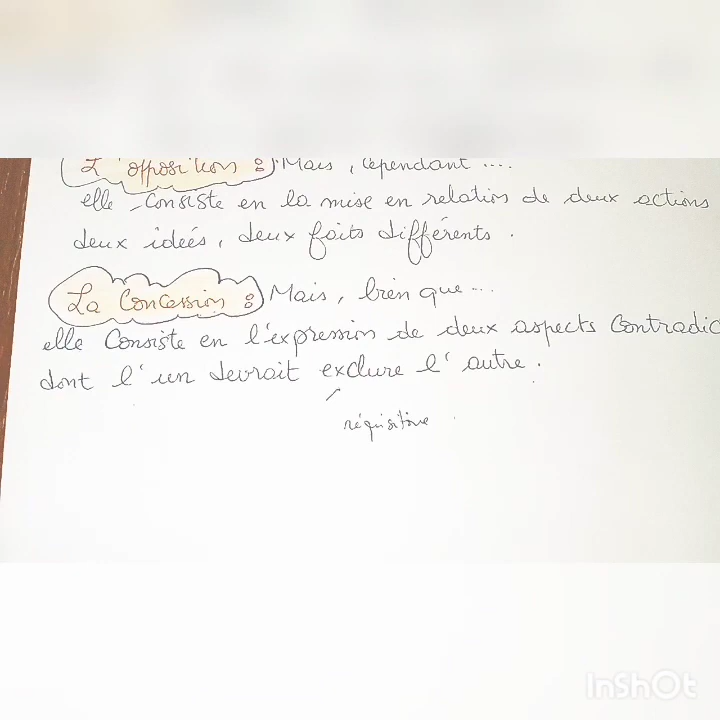 L'opposition : Mais, cependant ....
elle consiste en la mise en relation de deux actions
deux idées, deux faits différents.
La Concession : Mais, bien que...
elle Consiste en l'expression de deux aspects Contradic
dont l'un devrait exclure l'autre.
InShOt